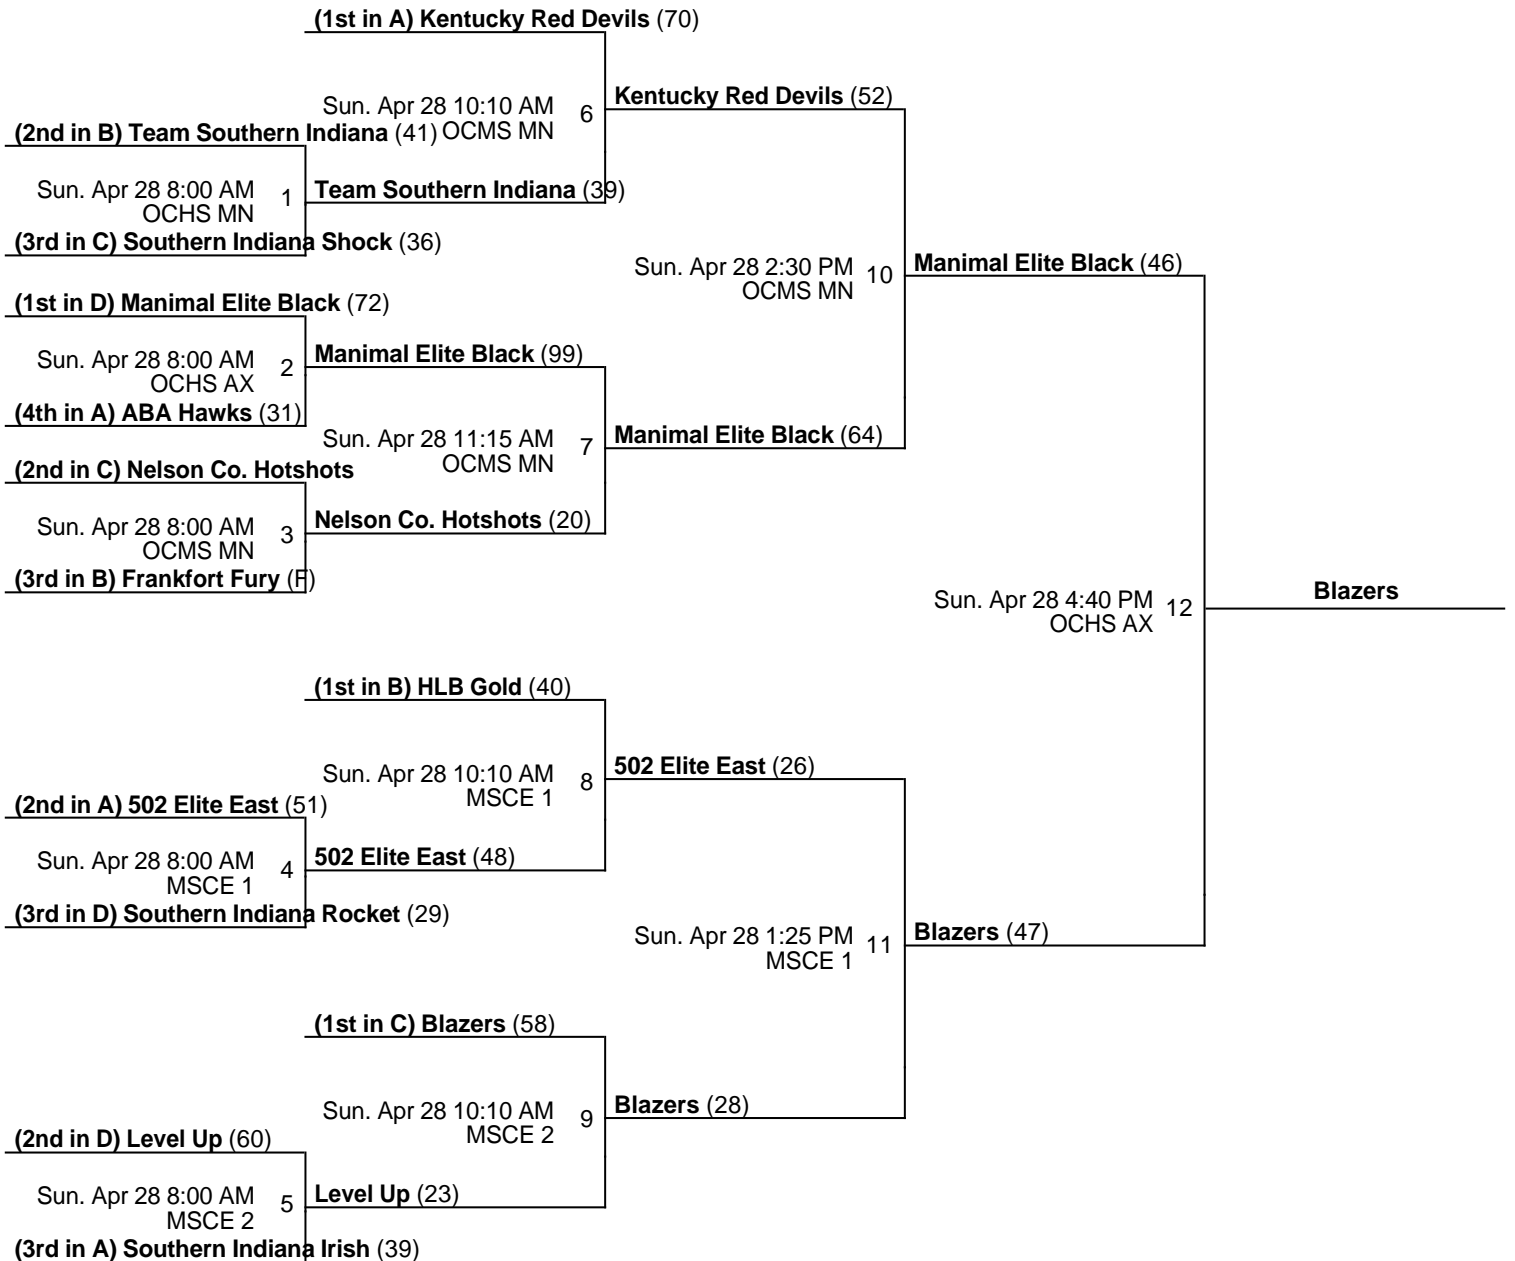 (1st in A) Kentucky Red Devils (70)
Sun. Apr 28 10:10 AM
OCMS MN
6
Kentucky Red Devils (52)
(2nd in B) Team Southern Indiana (41)
Sun. Apr 28 8:00 AM
OCHS MN
1
Team Southern Indiana (39)
(3rd in C) Southern Indiana Shock (36)
Sun. Apr 28 2:30 PM
OCMS MN
10
Manimal Elite Black (46)
(1st in D) Manimal Elite Black (72)
Sun. Apr 28 8:00 AM
OCHS AX
2
Manimal Elite Black (99)
(4th in A) ABA Hawks (31)
Sun. Apr 28 11:15 AM
OCMS MN
7
Manimal Elite Black (64)
(2nd in C) Nelson Co. Hotshots
Sun. Apr 28 8:00 AM
OCMS MN
3
Nelson Co. Hotshots (20)
(3rd in B) Frankfort Fury (F)
Sun. Apr 28 4:40 PM
OCHS AX
12
Blazers
(1st in B) HLB Gold (40)
Sun. Apr 28 10:10 AM
MSCE 1
8
502 Elite East (26)
(2nd in A) 502 Elite East (51)
Sun. Apr 28 8:00 AM
MSCE 1
4
502 Elite East (48)
(3rd in D) Southern Indiana Rocket (29)
Sun. Apr 28 1:25 PM
MSCE 1
11
Blazers (47)
(1st in C) Blazers (58)
Sun. Apr 28 10:10 AM
MSCE 2
9
Blazers (28)
(2nd in D) Level Up (60)
Sun. Apr 28 8:00 AM
MSCE 2
5
Level Up (23)
(3rd in A) Southern Indiana Irish (39)